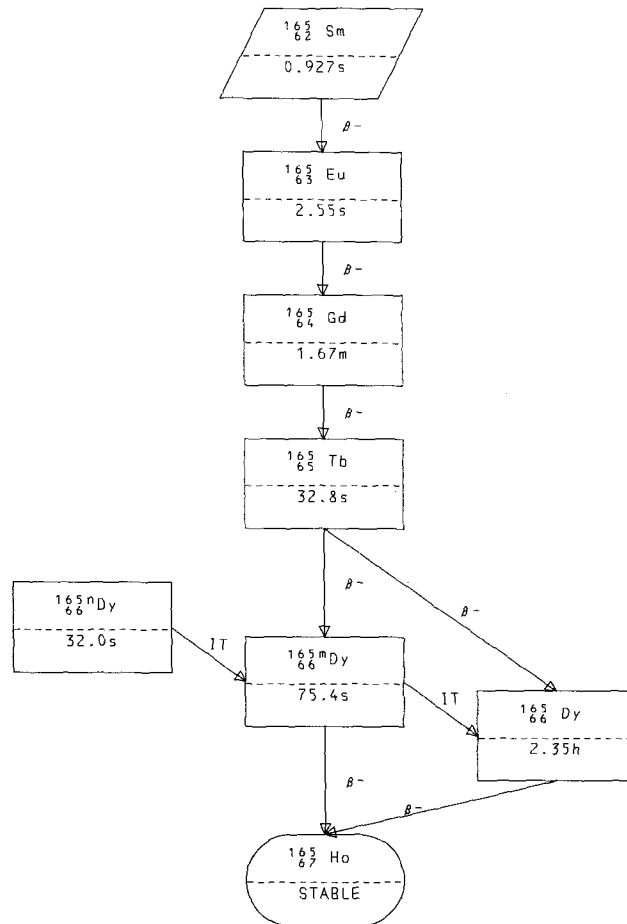 165
62 Sm
0.927s
β-
165
63 Eu
2.55s
β-
165
64 Gd
1.67m
β-
165
65 Tb
32.8s
β-
β-
165n
66 Dy
32.0s
IT
165m
66 Dy
75.4s
IT
165
66 Dy
2.35h
β-
β-
165
67 Ho
STABLE